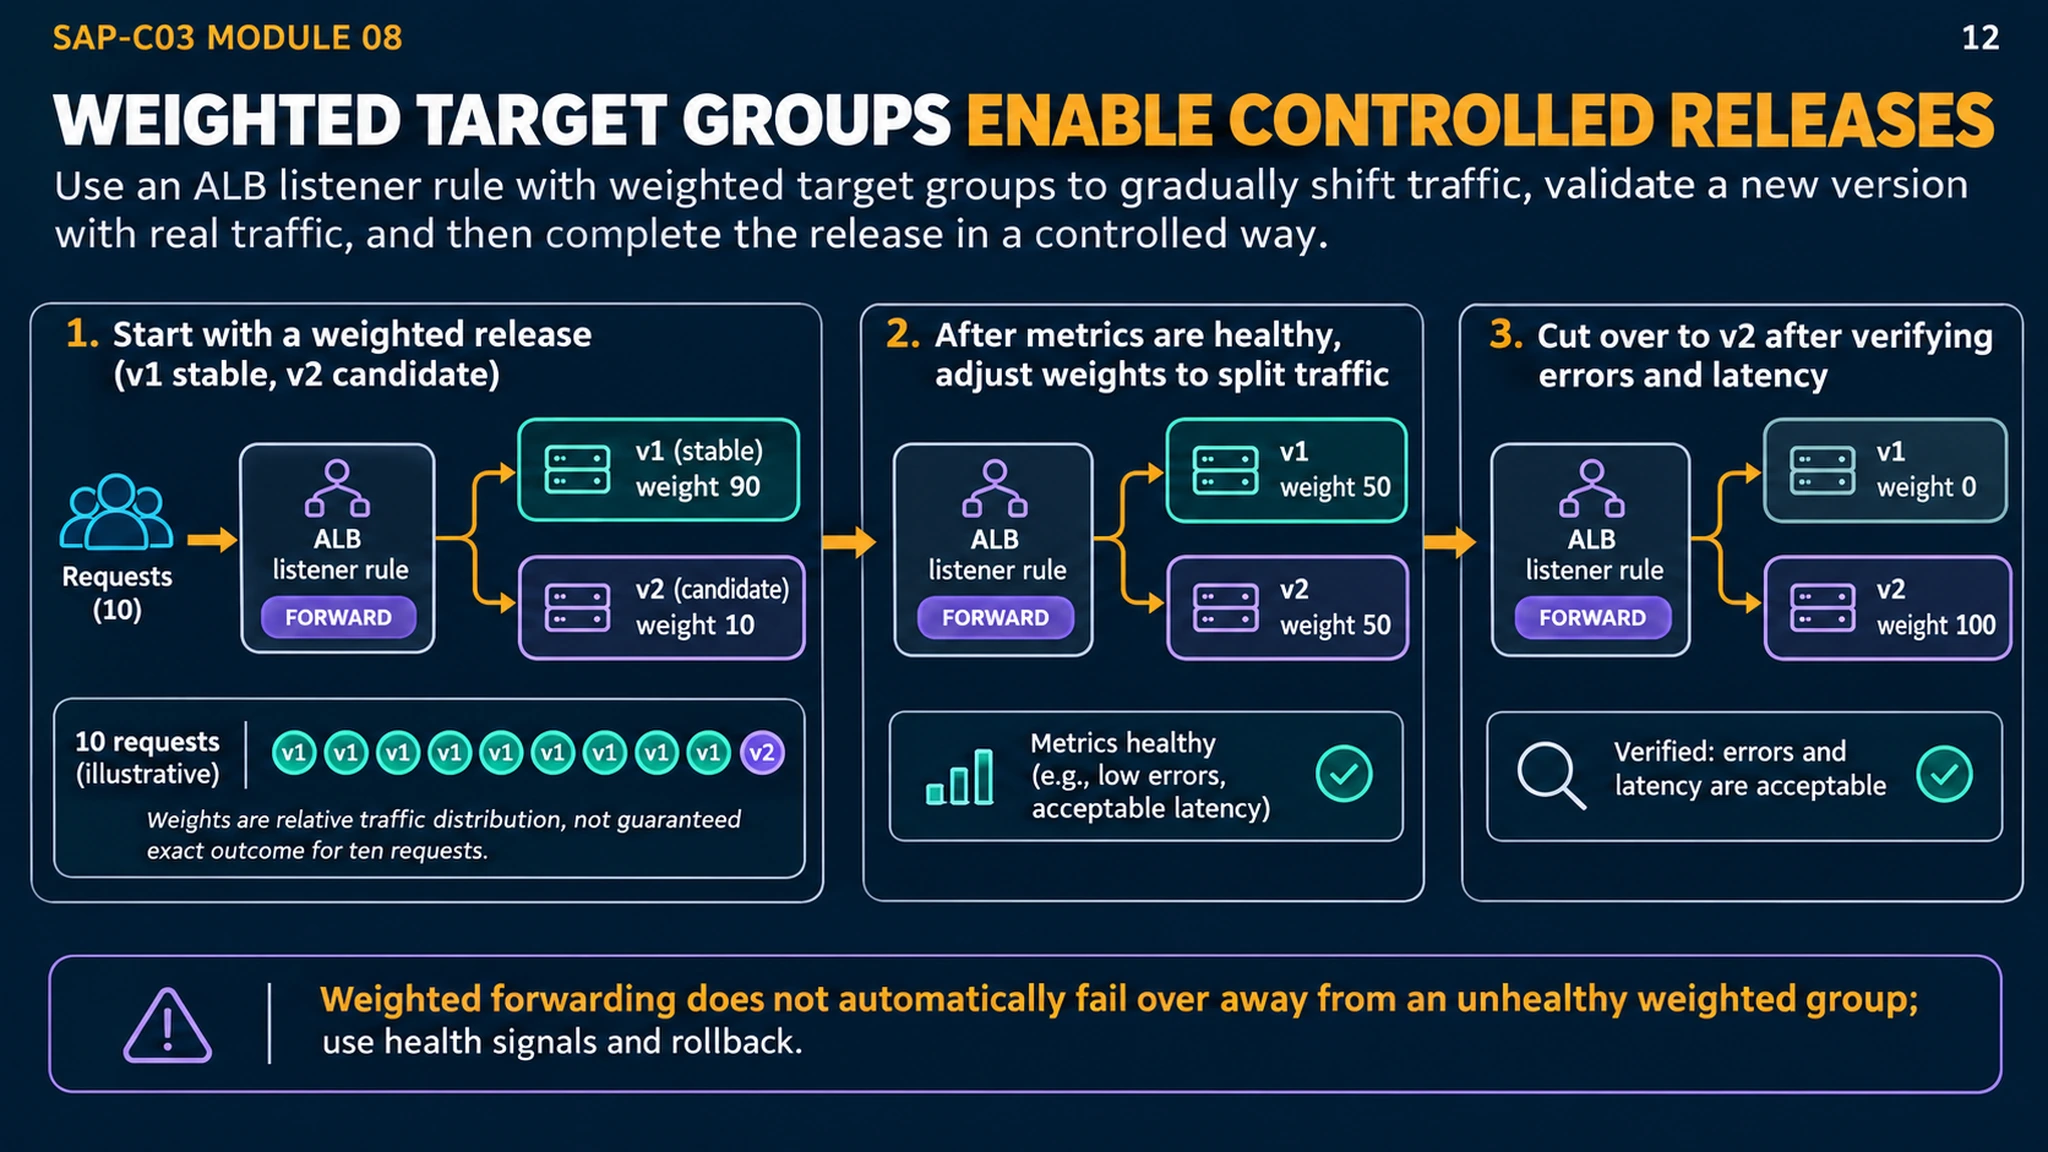 SAP-C03 MODULE 08
12
WEIGHTED TARGET GROUPS ENABLE CONTROLLED RELEASES
Use an ALB listener rule with weighted target groups to gradually shift traffic, validate a new version
with real traffic, and then complete the release in a controlled way.
1. Start with a weighted release
(v1 stable, v2 candidate)
Requests
(10)
ALB
listener rule
FORWARD
v1 (stable)
weight 90
v2 (candidate)
weight 10
10 requests
(illustrative)
v1 v1 v1 v1 v1 v1 v1 v1 v1 v2
Weights are relative traffic distribution, not guaranteed
exact outcome for ten requests.
2. After metrics are healthy,
adjust weights to split traffic
ALB
listener rule
FORWARD
v1
weight 50
v2
weight 50
Metrics healthy
(e.g., low errors,
acceptable latency)
3. Cut over to v2 after verifying
errors and latency
ALB
listener rule
FORWARD
v1
weight 0
v2
weight 100
Verified: errors and
latency are acceptable
Weighted forwarding does not automatically fail over away from an unhealthy weighted group;
use health signals and rollback.